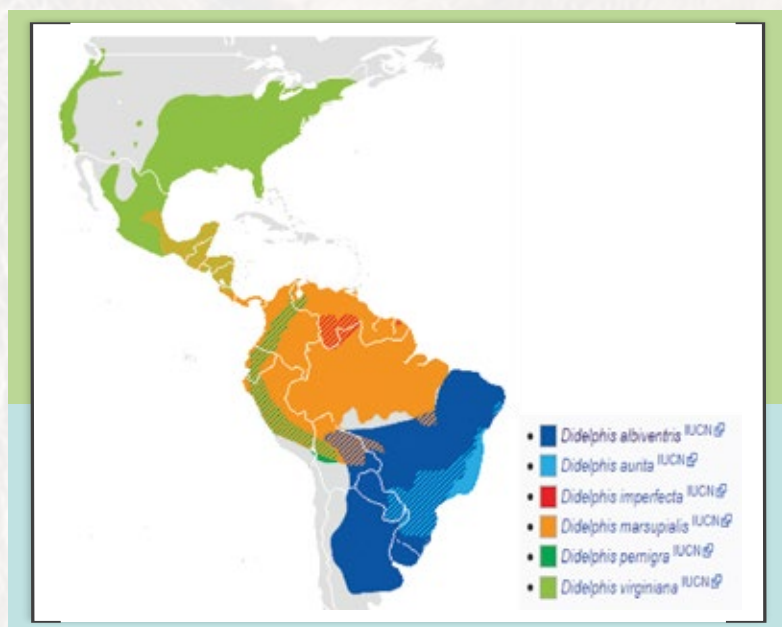 Didelphis albiventris IUCN
Didelphis aurita IUCN
Didelphis imperfecta IUCN
Didelphis marsupialis IUCN
Didelphis pernigra IUCN
Didelphis virginiana IUCN